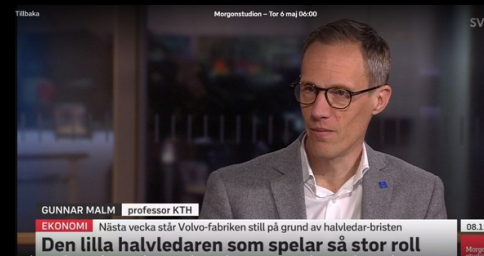 Tillbaka
Morgonstudion – Tor 6 maj 06:00
SV
GUNNAR MALM professor KTH
EKONOMI Nästa vecka står Volvo-fabriken still på grund av halvledar-bristen
08.1
Den lilla halvledaren som spelar så stor roll
Morgo